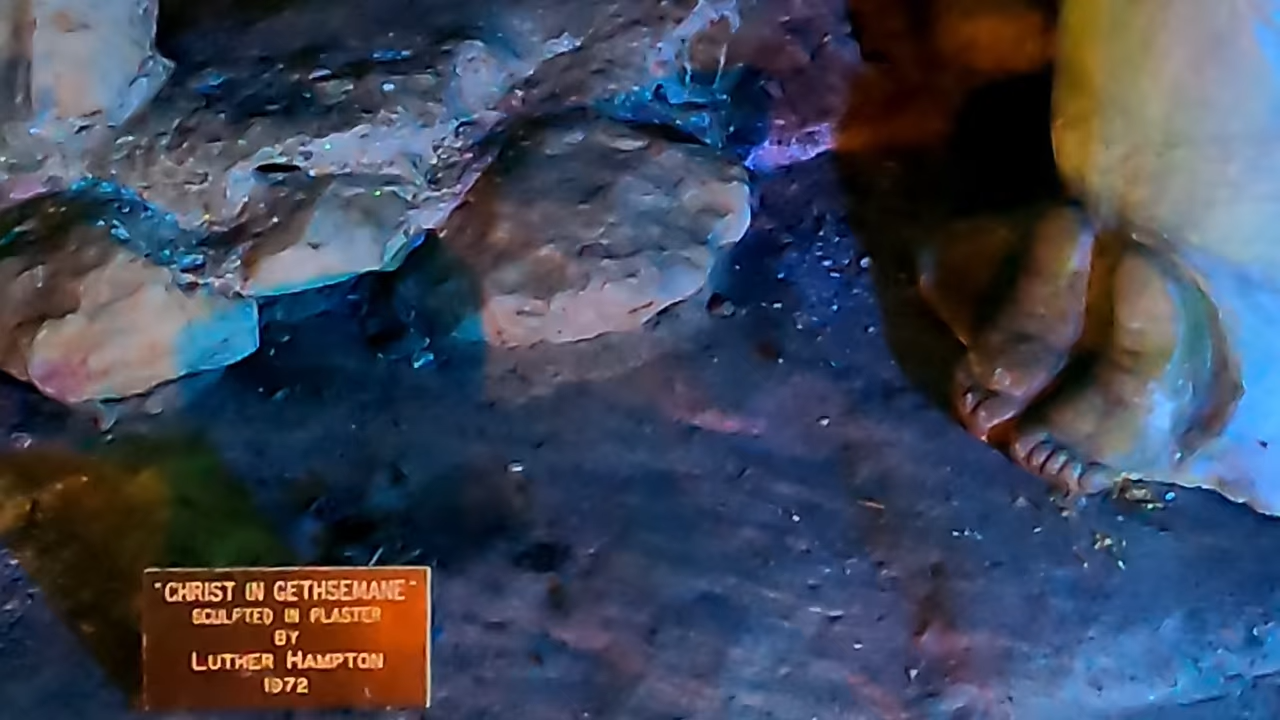 "CHRIST IN GETHSEMANE"
SCULPTED IN PLASTER
BY
LUTHER HAMPTON
1972